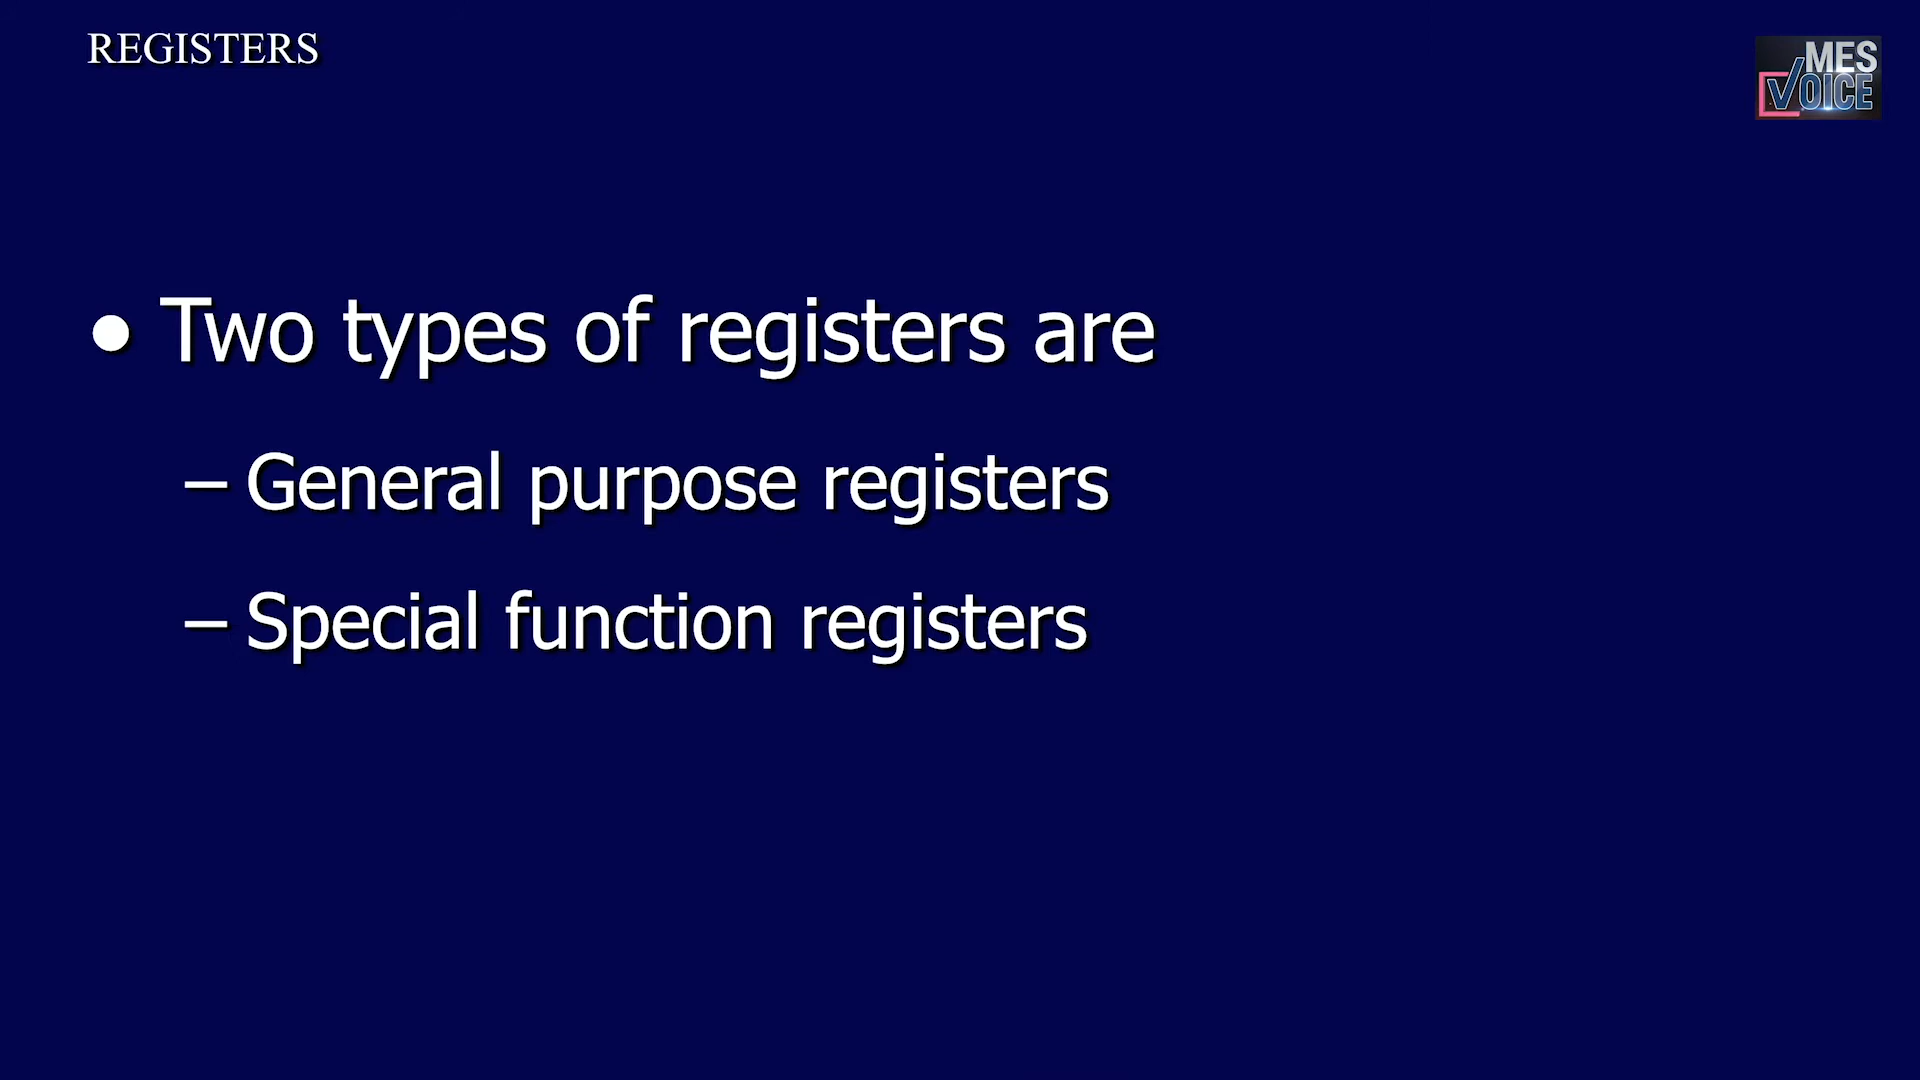 REGISTERS
MES
VOICE
• Two types of registers are
– General purpose registers
– Special function registers